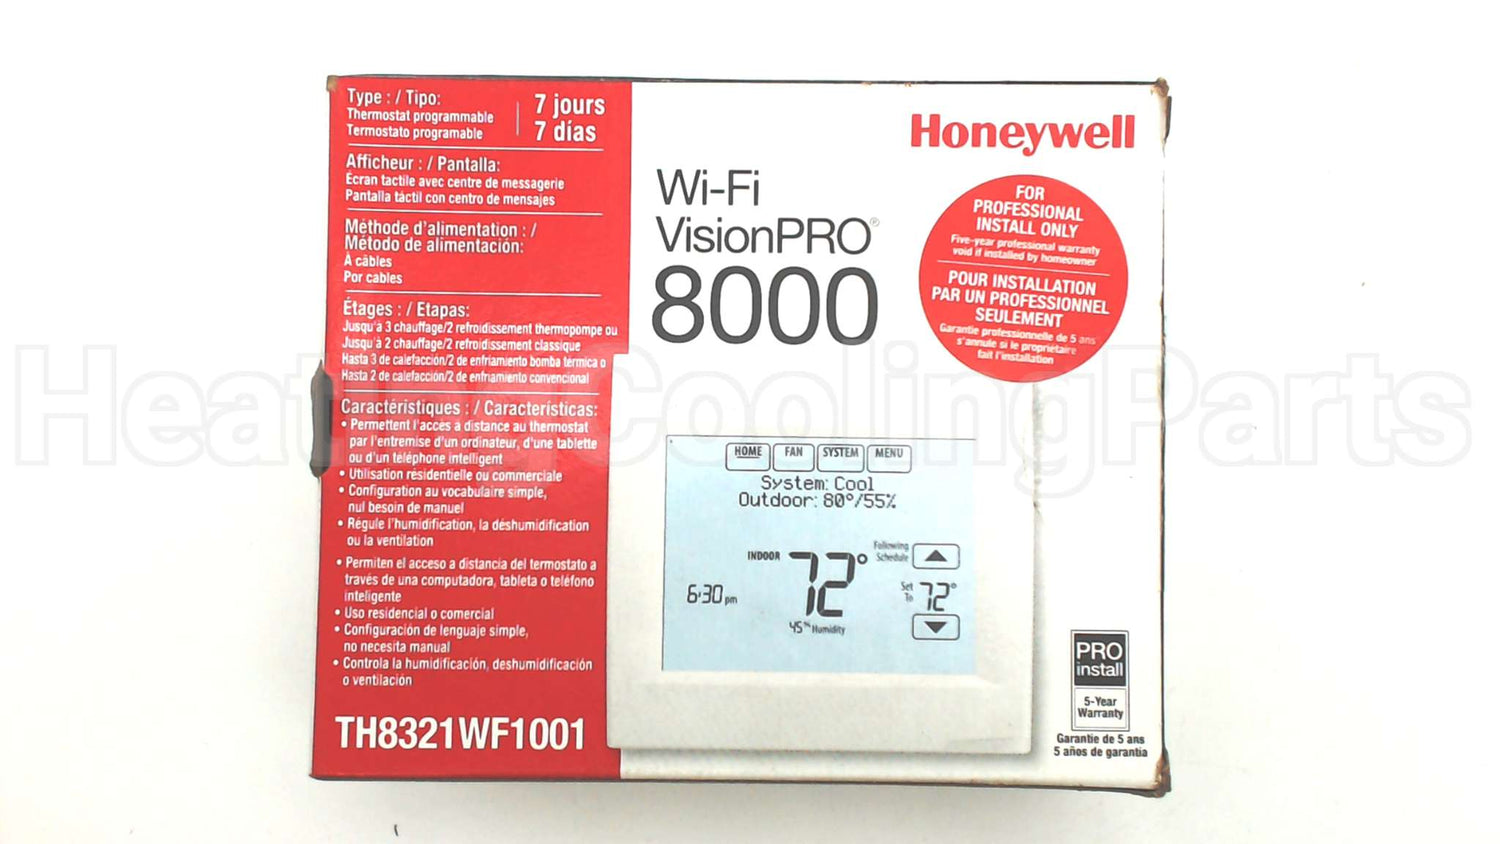 Type : / Tipo:
Thermostat programmable
Termostato programable
7 jours
7 días
Afficheur : / Pantalla:
Écran tactile avec centre de messagerie
Pantalla táctil con centro de mensajes
Méthode d'alimentation : /
Método de alimentación:
À câbles
Por cables
Étages : / Etapas:
Jusqu'à 3 chauffage/2 refroidissement thermopompe ou
Jusqu'à 2 chauffage/2 refroidissement classique
Hasta 3 de calefacción/2 de enfriamiento bomba térmica o
Hasta 2 de calefacción/2 de enfriamiento convencional
Caractéristiques : / Características:
• Permettent l'accès à distance au thermostat
par l'entremise d'un ordinateur, d'une tablette
ou d'un téléphone intelligent
• Utilisation résidentielle ou commerciale
• Configuration au vocabulaire simple,
nul besoin de manuel
• Régule l'humidification, la déshumidification
ou la ventilation
• Permiten el acceso a distancia del termostato a
través de una computadora, tableta o teléfono
inteligente
• Uso residencial o comercial
• Configuración de lenguaje simple,
no necesita manual
• Controla la humidificación, deshumidificación
o ventilación
TH8321WF1001
Wi-Fi
VisionPRO®
8000
Honeywell
FOR
PROFESSIONAL
INSTALL ONLY
Five-year professional warranty
void if installed by homeowner
POUR INSTALLATION
PAR UN PROFESSIONNEL
SEULEMENT
Garantie professionnelle de 5 ans
s'annule si le propriétaire
fait l'installation
HOME FAN SYSTEM MENU
System: Cool
Outdoor: 80°/55%
INDOOR 72°
Following
Schedule
6:30 pm
Set
To 72°
45% Humidity
PRO
install
5-Year
Warranty
Garantie de 5 ans
5 años de garantía
HeatingCoolingParts